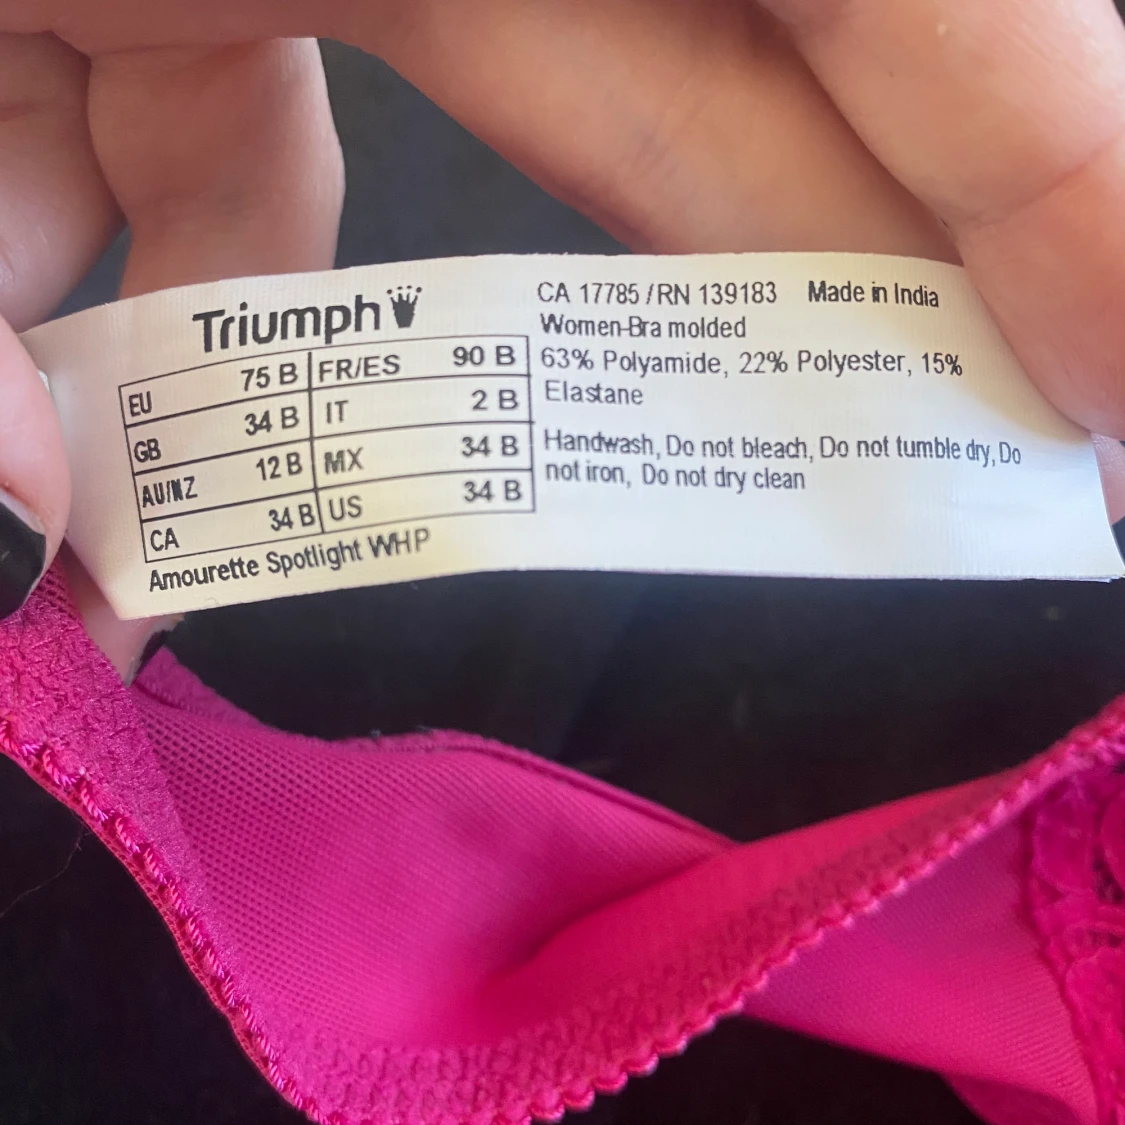 Triumph
EU 75 B FR/ES 90 B
GB 34 B IT 2 B
AU/NZ 12 B MX 34 B
CA 34 B US 34 B
Amourette Spotlight WHP
CA 17785 / RN 139183 Made in India
Women-Bra molded
63% Polyamide, 22% Polyester, 15%
Elastane
Handwash, Do not bleach, Do not tumble dry, Do
not iron, Do not dry clean